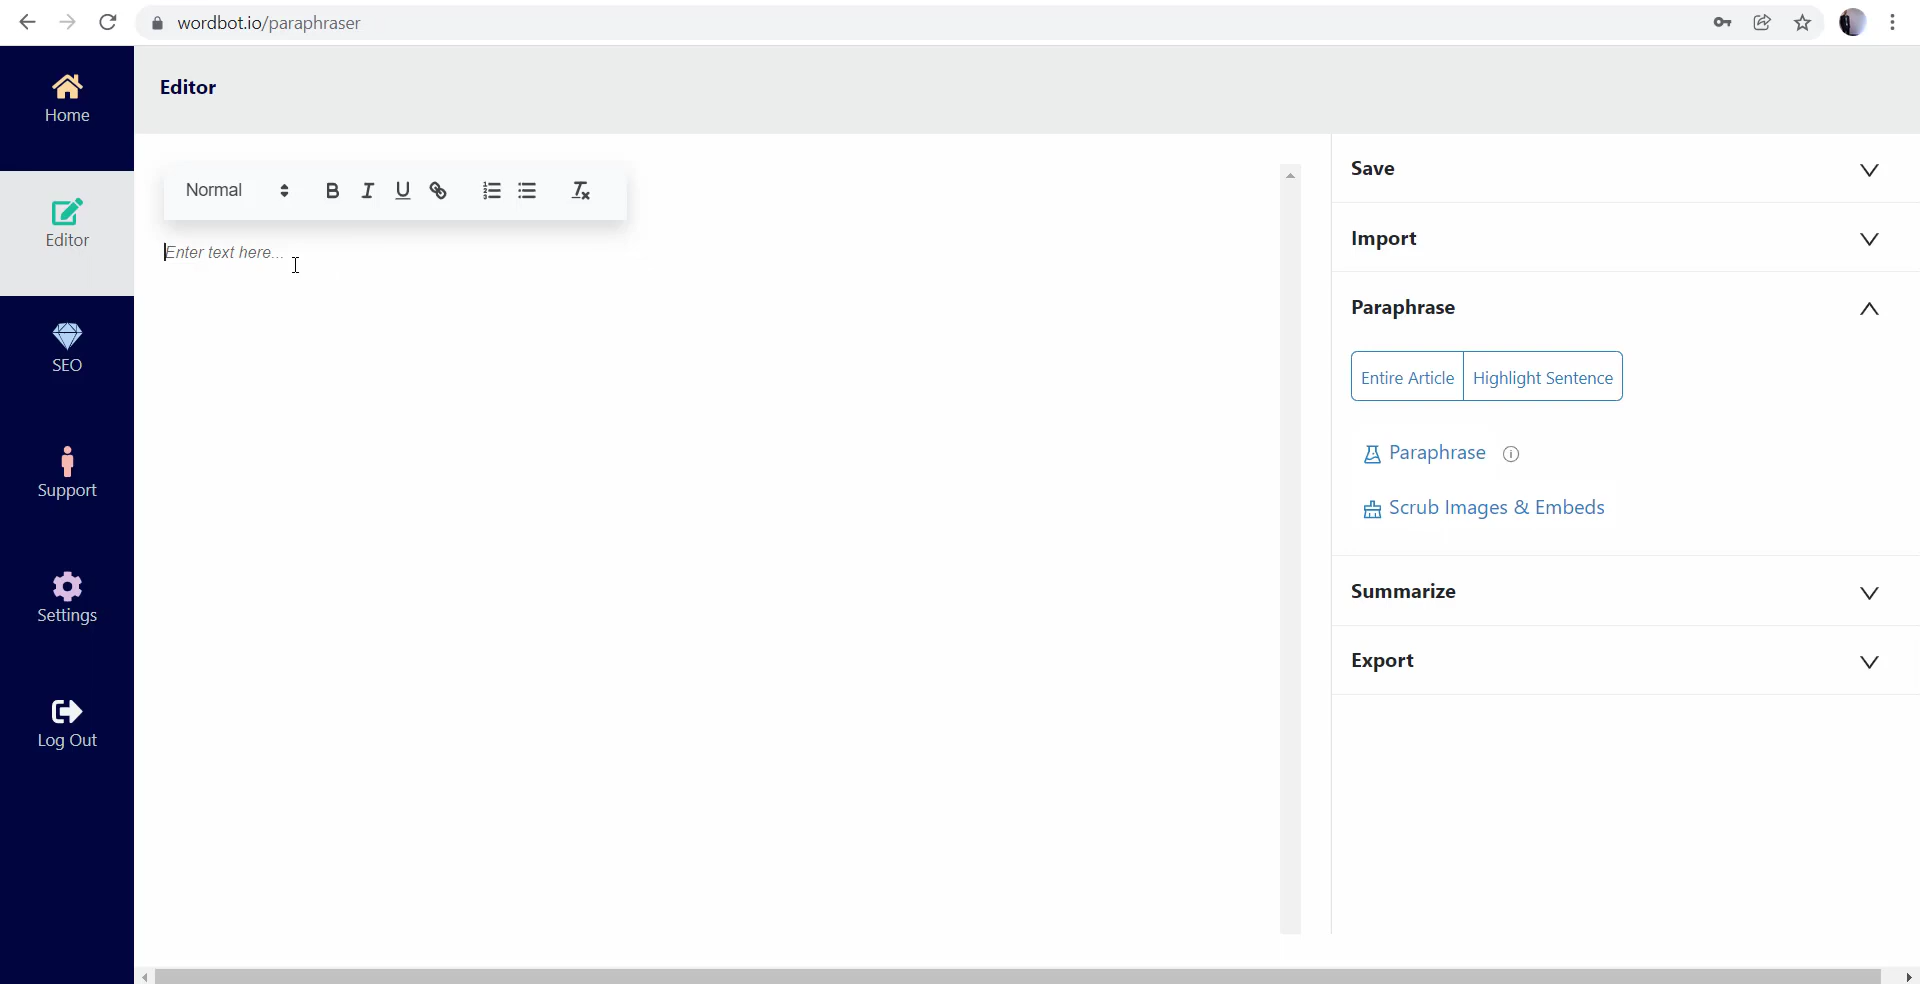 wordbot.io/paraphraser
Home
Editor
SEO
Support
Settings
Log Out
Editor
Normal
B I U
Enter text here...
Save
Import
Paraphrase
Entire Article Highlight Sentence
Paraphrase
Scrub Images & Embeds
Summarize
Export